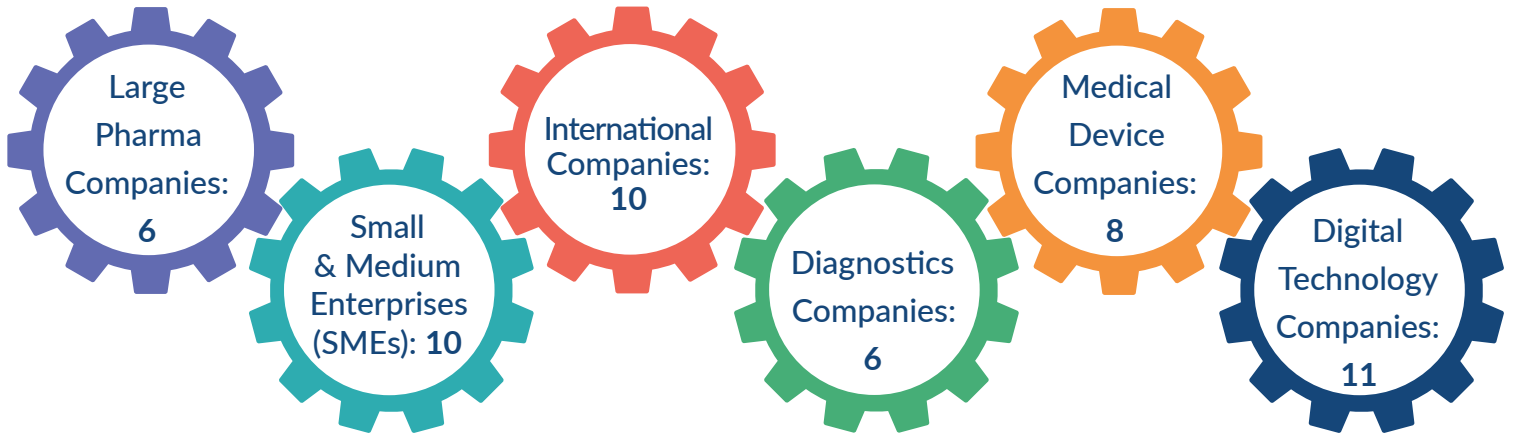 Large
Pharma
Companies:
6
Small
& Medium
Enterprises
(SMEs): 10
International
Companies:
10
Diagnostics
Companies:
6
Medical
Device
Companies:
8
Digital
Technology
Companies:
11